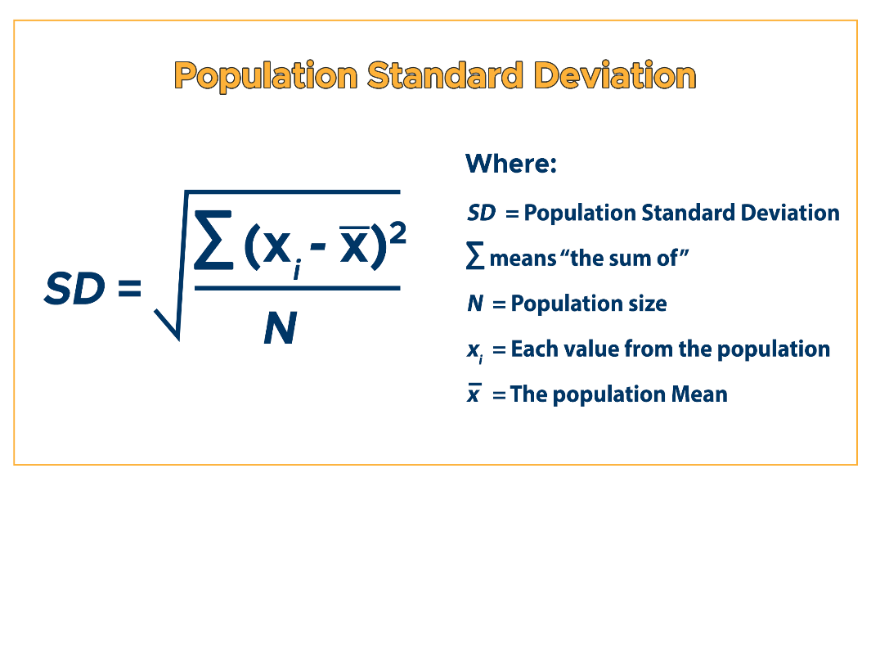 Population Standard Deviation
SD = √(∑ (xᵢ - x̅)² / N)
Where:
SD = Population Standard Deviation
∑ means “the sum of”
N = Population size
xᵢ = Each value from the population
x̅ = The population Mean